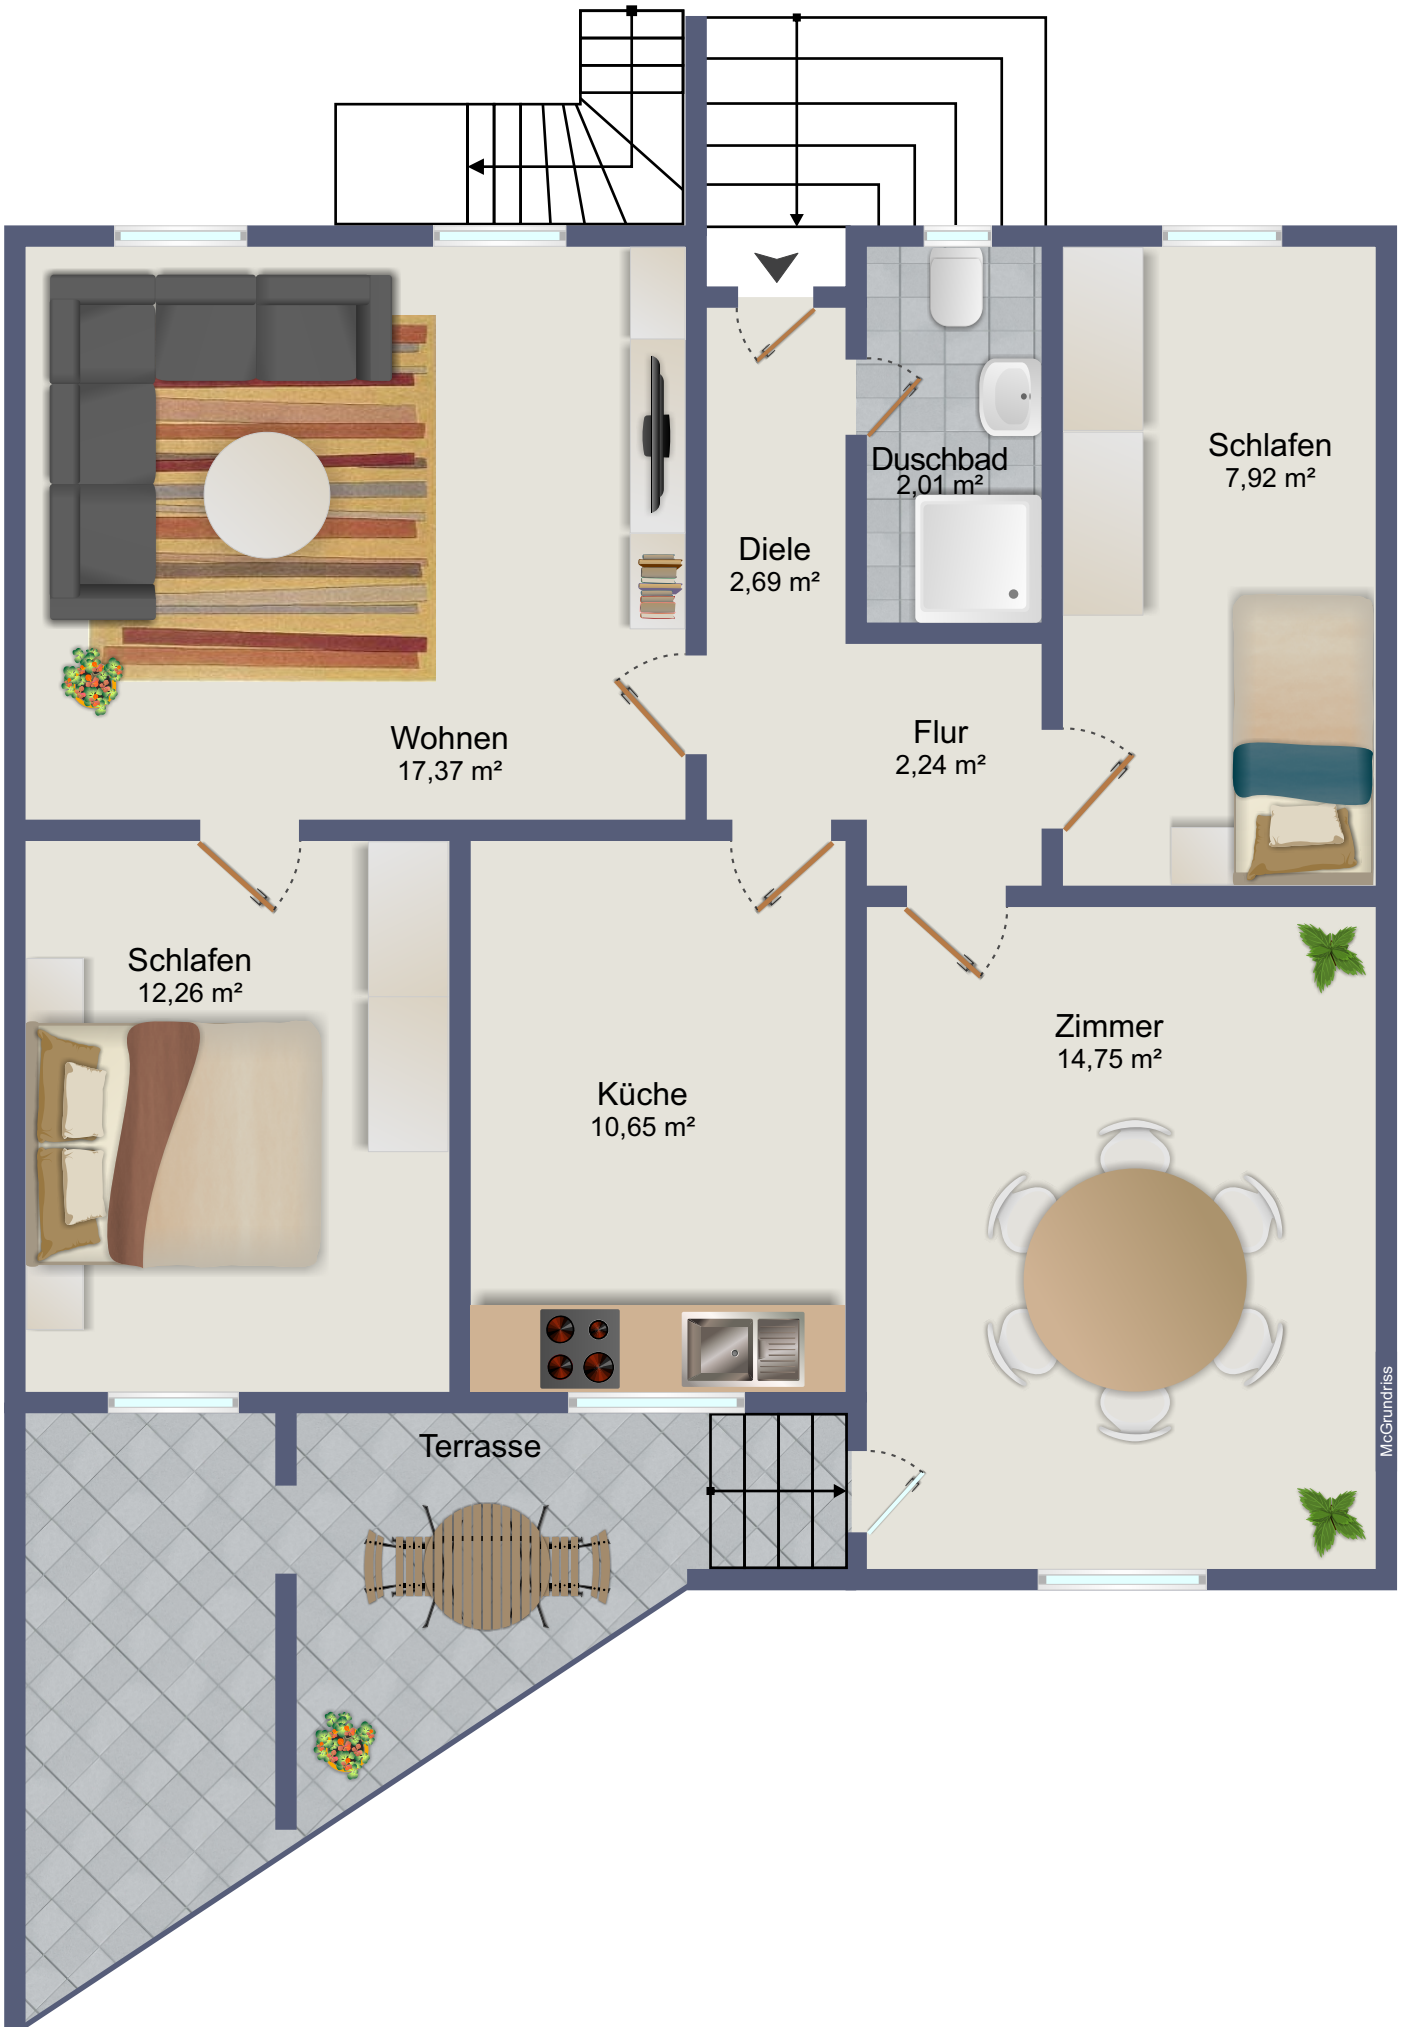 Duschbad
2,01 m²
Schlafen
7,92 m²
Diele
2,69 m²
Wohnen
17,37 m²
Flur
2,24 m²
Schlafen
12,26 m²
Zimmer
14,75 m²
Küche
10,65 m²
Terrasse
McGrundriss